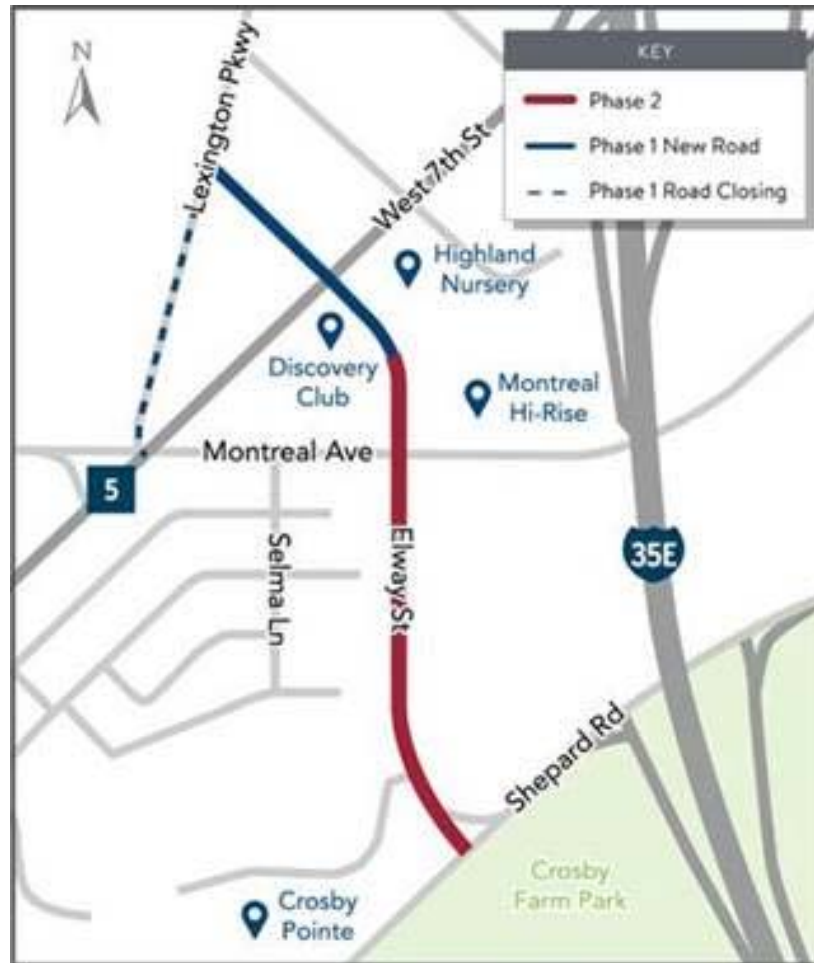 N
KEY
Phase 2
Phase 1 New Road
Phase 1 Road Closing
Lexington Pkwy
West 7th St
Highland
Nursery
Discovery
Club
Montreal
Hi-Rise
Montreal Ave
5
Selma Ln
Elway St
35E
Shepard Rd
Crosby
Farm Park
Crosby
Pointe